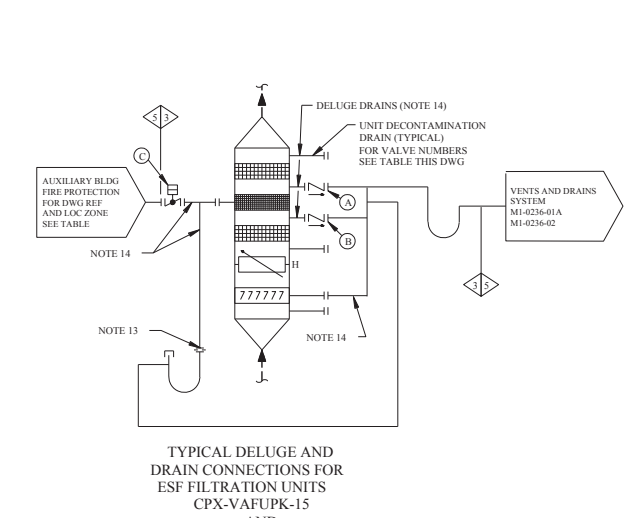 DELUGE DRAINS (NOTE 14)
UNIT DECONTAMINATION
DRAIN (TYPICAL)
FOR VALVE NUMBERS
SEE TABLE THIS DWG
5 3
C
AUXILIARY BLDG
FIRE PROTECTION
FOR DWG REF
AND LOC ZONE
SEE TABLE
A
VENTS AND DRAINS
SYSTEM
M1-0236-01A
M1-0236-02
B
NOTE 14
H
3 5
777777
NOTE 13
NOTE 14
TYPICAL DELUGE AND
DRAIN CONNECTIONS FOR
ESF FILTRATION UNITS
CPX-VAFUPK-15